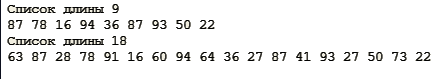 Список длины 9
87 78 16 94 36 87 93 50 22
Список длины 18
63 87 28 78 91 16 60 94 64 36 27 87 41 93 27 50 73 22